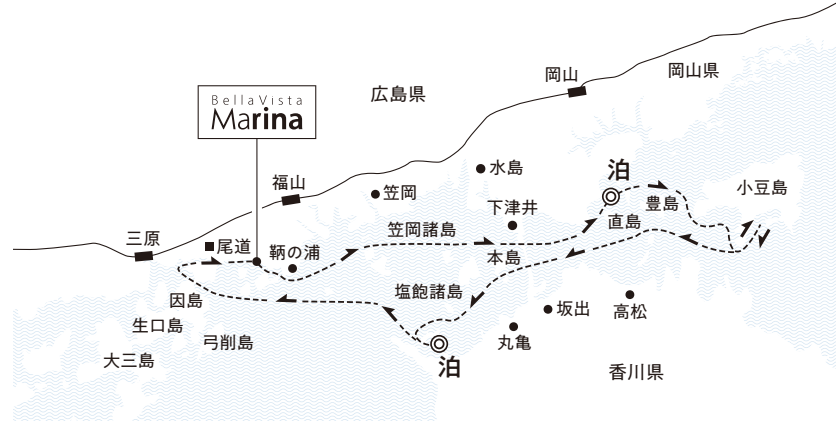 岡山
岡山県
広島県
BellaVista
Marina
水島
泊
福山
笠岡
小豆島
下津井
豊島
直島
笠岡諸島
三原
尾道
鞆の浦
本島
塩飽諸島
因島
生口島
弓削島
大三島
坂出
高松
丸亀
泊
香川県